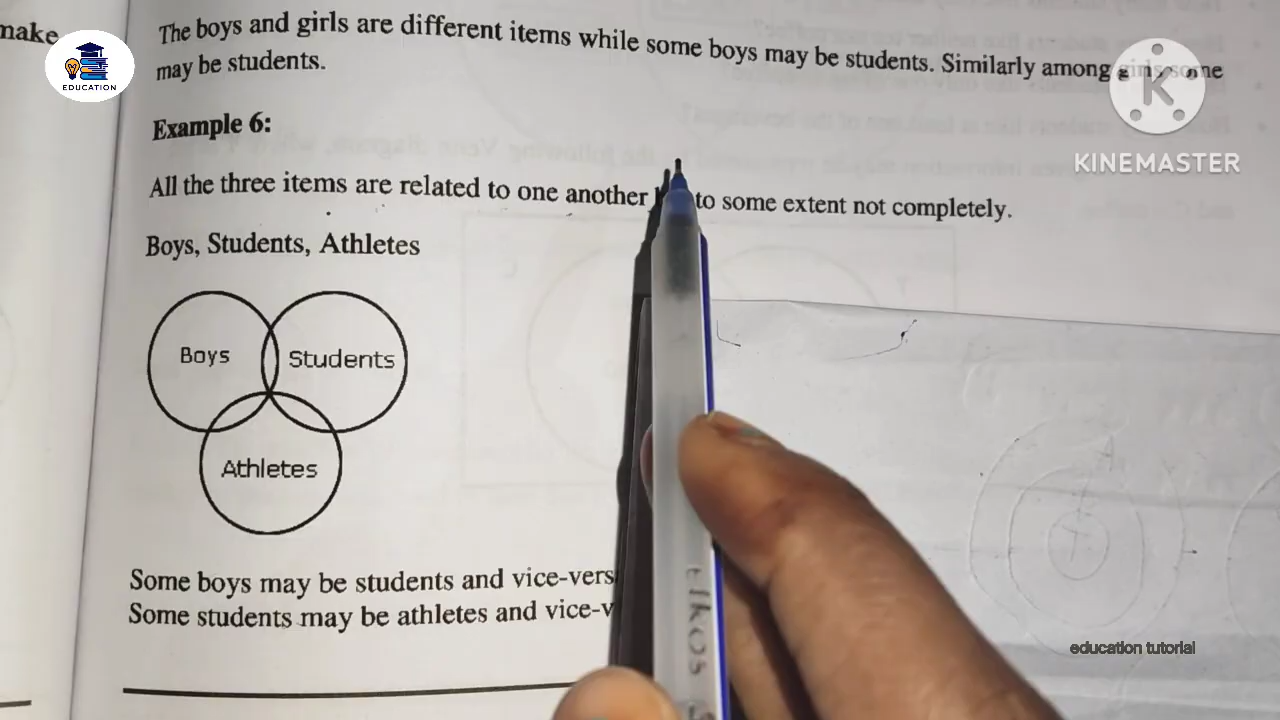 make
EDUCATION
The boys and girls are different items while some boys may be students. Similarly among girls some
may be students.
K
KINEMASTER
Example 6:
All the three items are related to one another to some extent not completely.
Boys, Students, Athletes
Boys
Students
Athletes
Some boys may be students and vice-vers
Some students may be athletes and vice-v
education tutorial